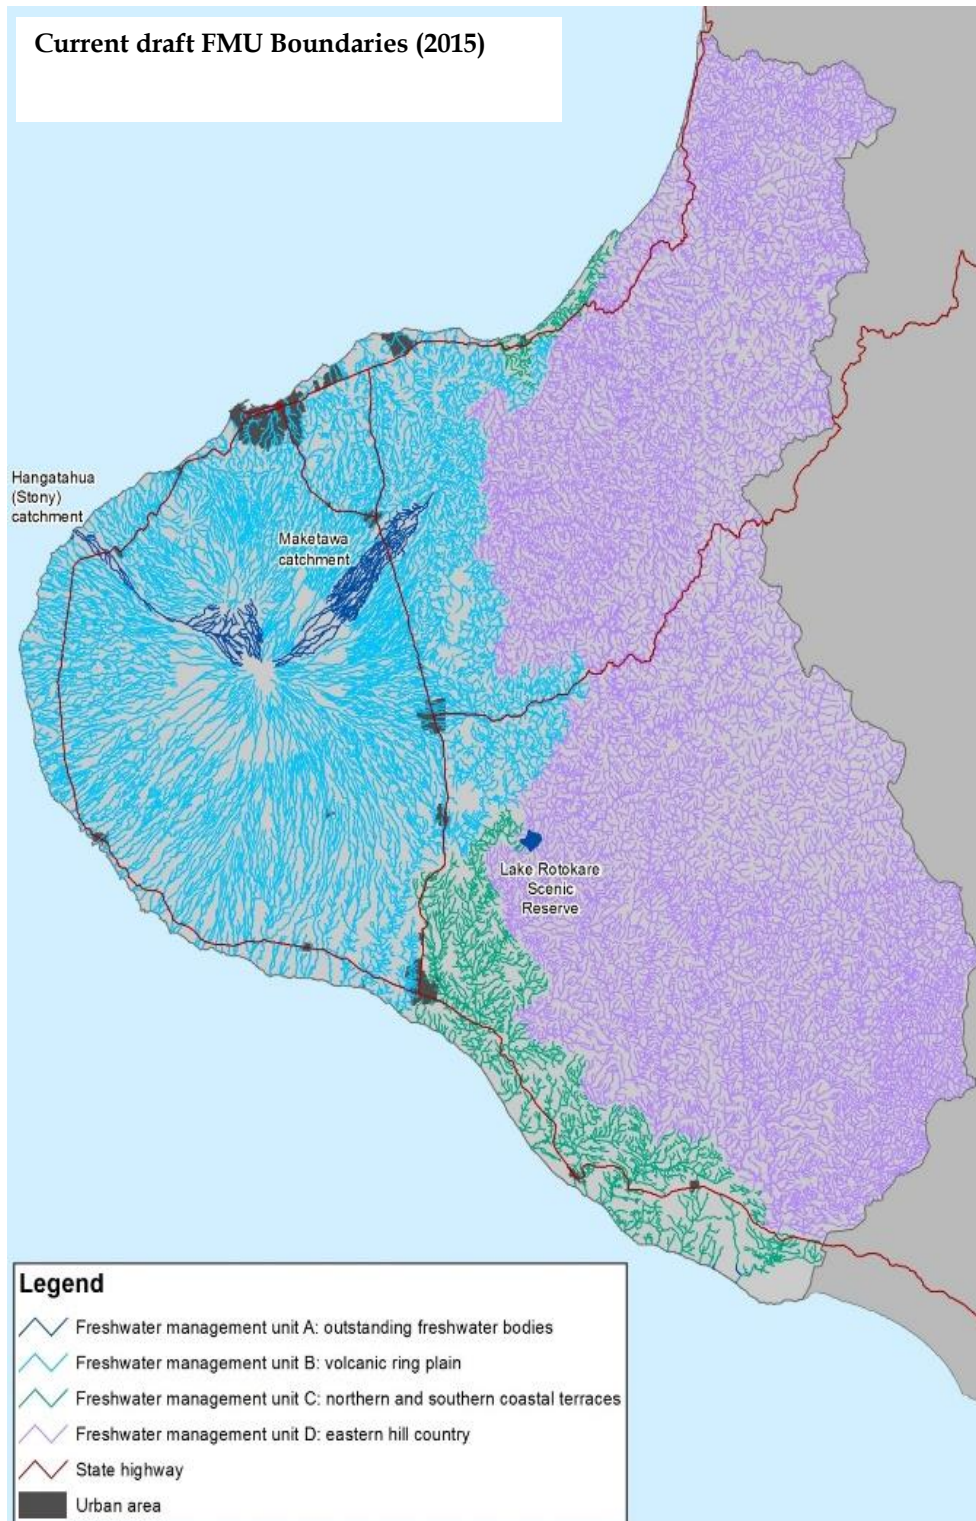 Current draft FMU Boundaries (2015)
Hangatahua
(Stony)
catchment
Maketawa
catchment
Lake Rotokare
Scenic
Reserve
Legend
Freshwater management unit A: outstanding freshwater bodies
Freshwater management unit B: volcanic ring plain
Freshwater management unit C: northern and southern coastal terraces
Freshwater management unit D: eastern hill country
State highway
Urban area